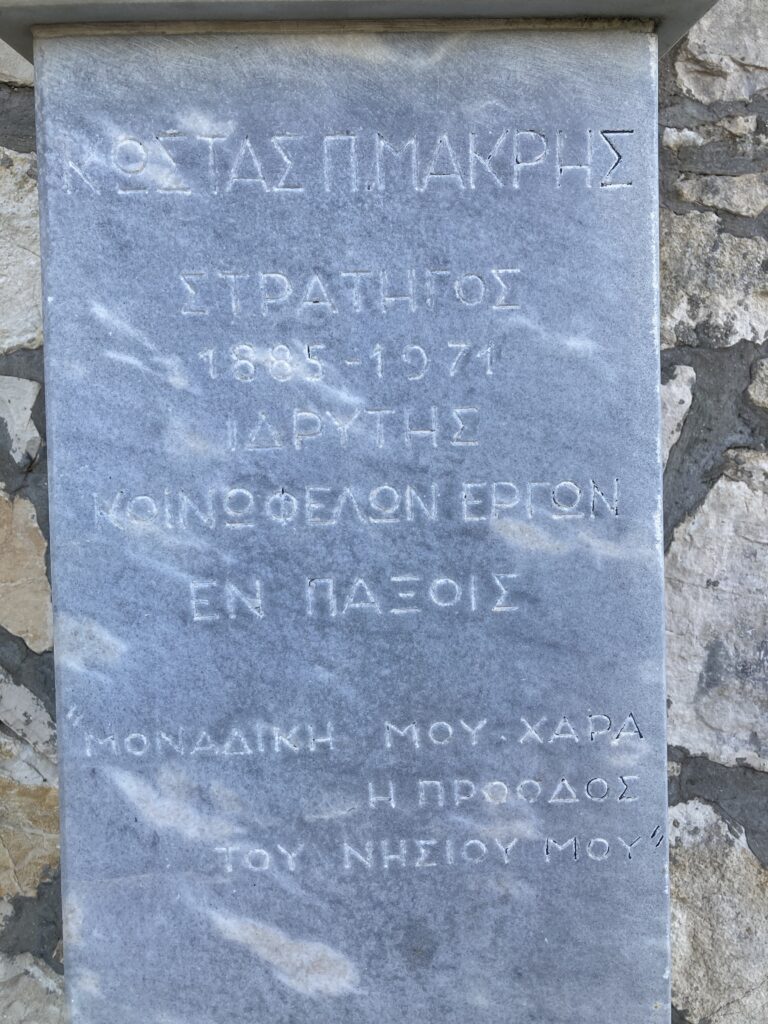 ΚΩΣΤΑΣ Π. ΜΑΚΡΗΣ
ΣΤΡΑΤΗΓΟΣ
1885-1971
ΙΔΡΥΤΗΣ
ΚΟΙΝΩΦΕΛΩΝ ΕΡΓΩΝ
ΕΝ ΠΑΞΟΙΣ
"ΜΟΝΑΔΙΚΗ ΜΟΥ ΧΑΡΑ
Η ΠΡΟΟΔΟΣ
ΤΟΥ ΝΗΣΙΟΥ ΜΟΥ"